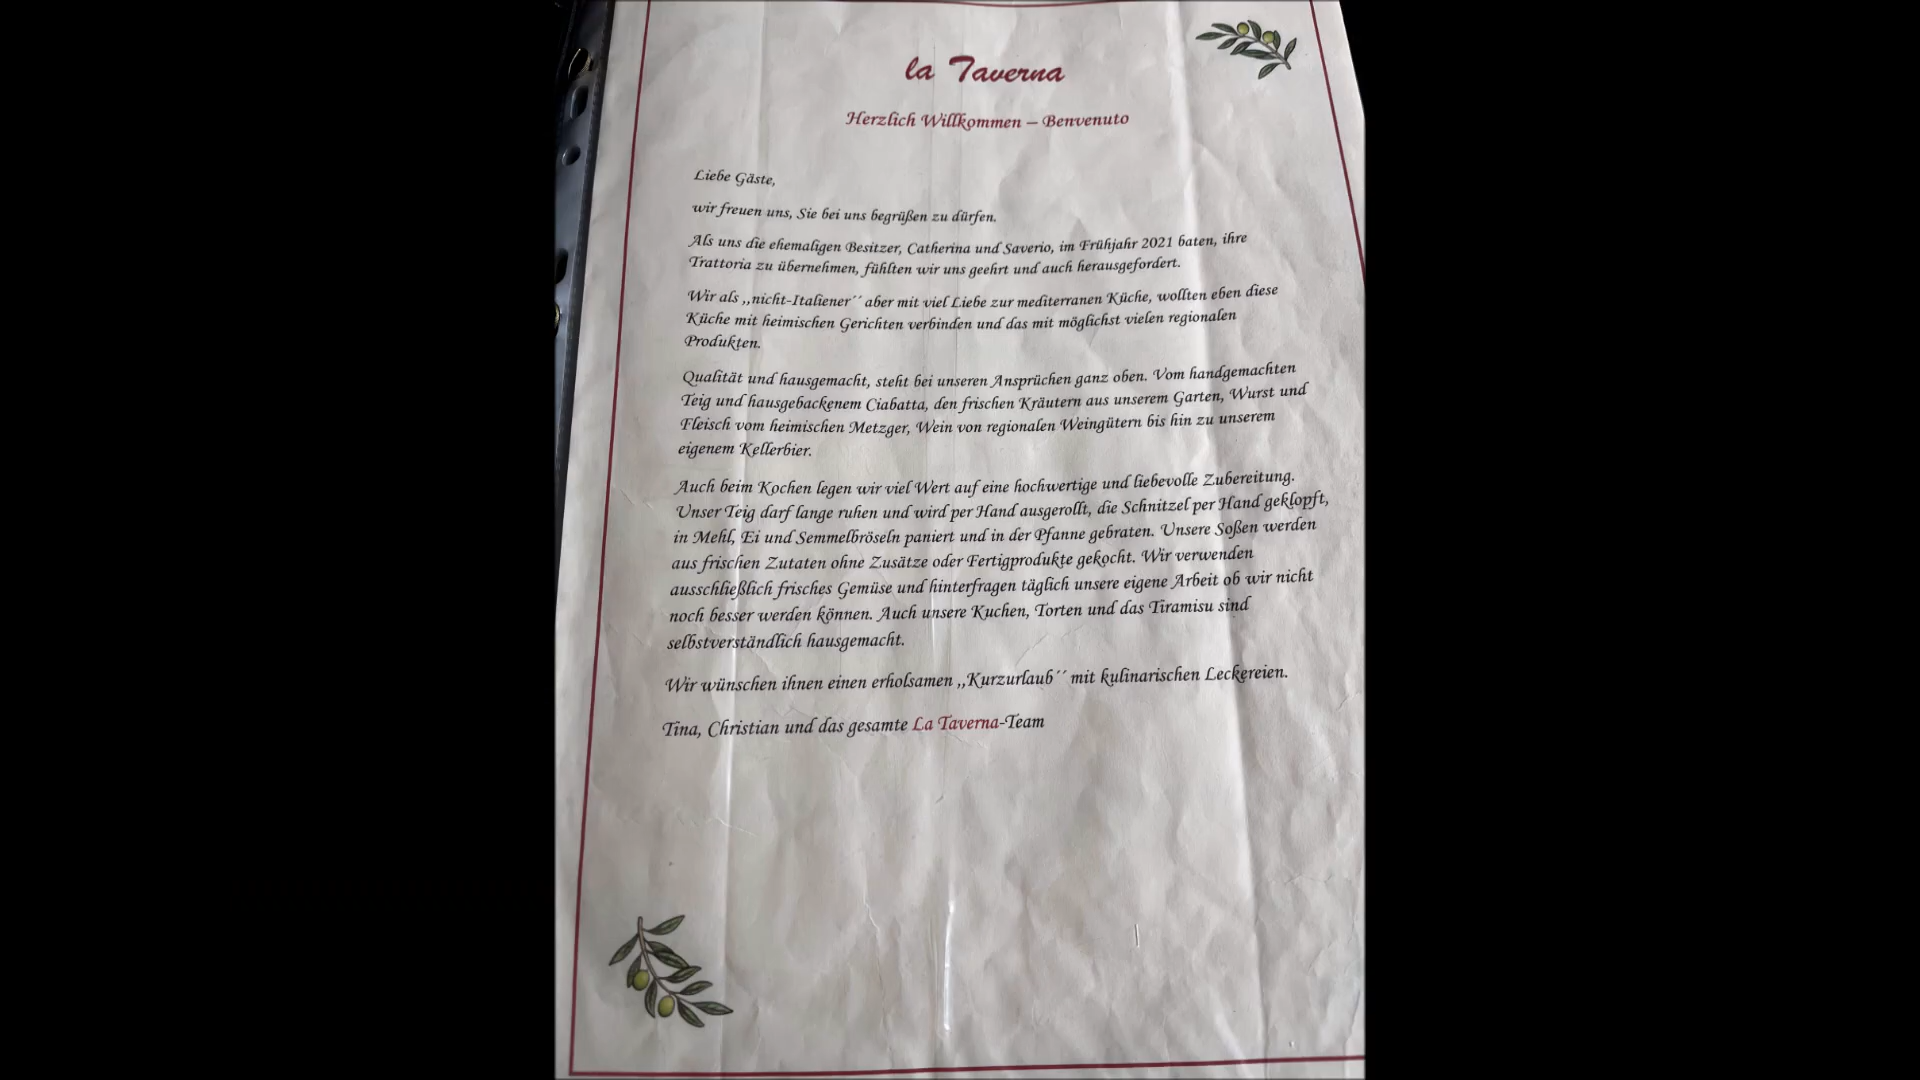 la Taverna
Herzlich Willkommen – Benvenuto
Liebe Gäste,
wir freuen uns, Sie bei uns begrüßen zu dürfen.
Als uns die ehemaligen Besitzer, Catherina und Saverio, im Frühjahr 2021 baten, ihre
Trattoria zu übernehmen, fühlten wir uns geehrt und auch herausgefordert.
Wir als ,,nicht-Italiener´´ aber mit viel Liebe zur mediterranen Küche, wollten eben diese
Küche mit heimischen Gerichten verbinden und das mit möglichst vielen regionalen
Produkten.
Qualität und hausgemacht, steht bei unseren Ansprüchen ganz oben. Vom handgemachten
Teig und hausgebackenem Ciabatta, den frischen Kräutern aus unserem Garten, Wurst und
Fleisch vom heimischen Metzger, Wein von regionalen Weingütern bis hin zu unserem
eigenem Kellerbier.
Auch beim Kochen legen wir viel Wert auf eine hochwertige und liebevolle Zubereitung.
Unser Teig darf lange ruhen und wird per Hand ausgerollt, die Schnitzel per Hand geklopft,
in Mehl, Ei und Semmelbröseln paniert und in der Pfanne gebraten. Unsere Soßen werden
aus frischen Zutaten ohne Zusätze oder Fertigprodukte gekocht. Wir verwenden
ausschließlich frisches Gemüse und hinterfragen täglich unsere eigene Arbeit ob wir nicht
noch besser werden können. Auch unsere Kuchen, Torten und das Tiramisu sind
selbstverständlich hausgemacht.
Wir wünschen ihnen einen erholsamen ,,Kurzurlaub´´ mit kulinarischen Leckereien.
Tina, Christian und das gesamte La Taverna-Team